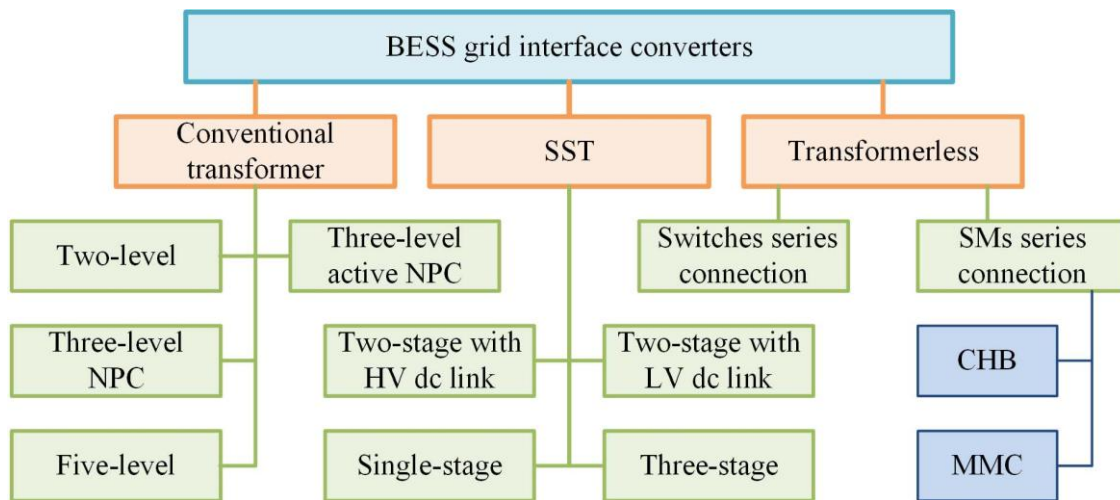 BESS grid interface converters
Conventional
transformer
SST
Transformerless
Two-level
Three-level
active NPC
Switches series
connection
SMs series
connection
Three-level
NPC
Two-stage with
HV dc link
Two-stage with
LV dc link
CHB
Five-level
Single-stage
Three-stage
MMC